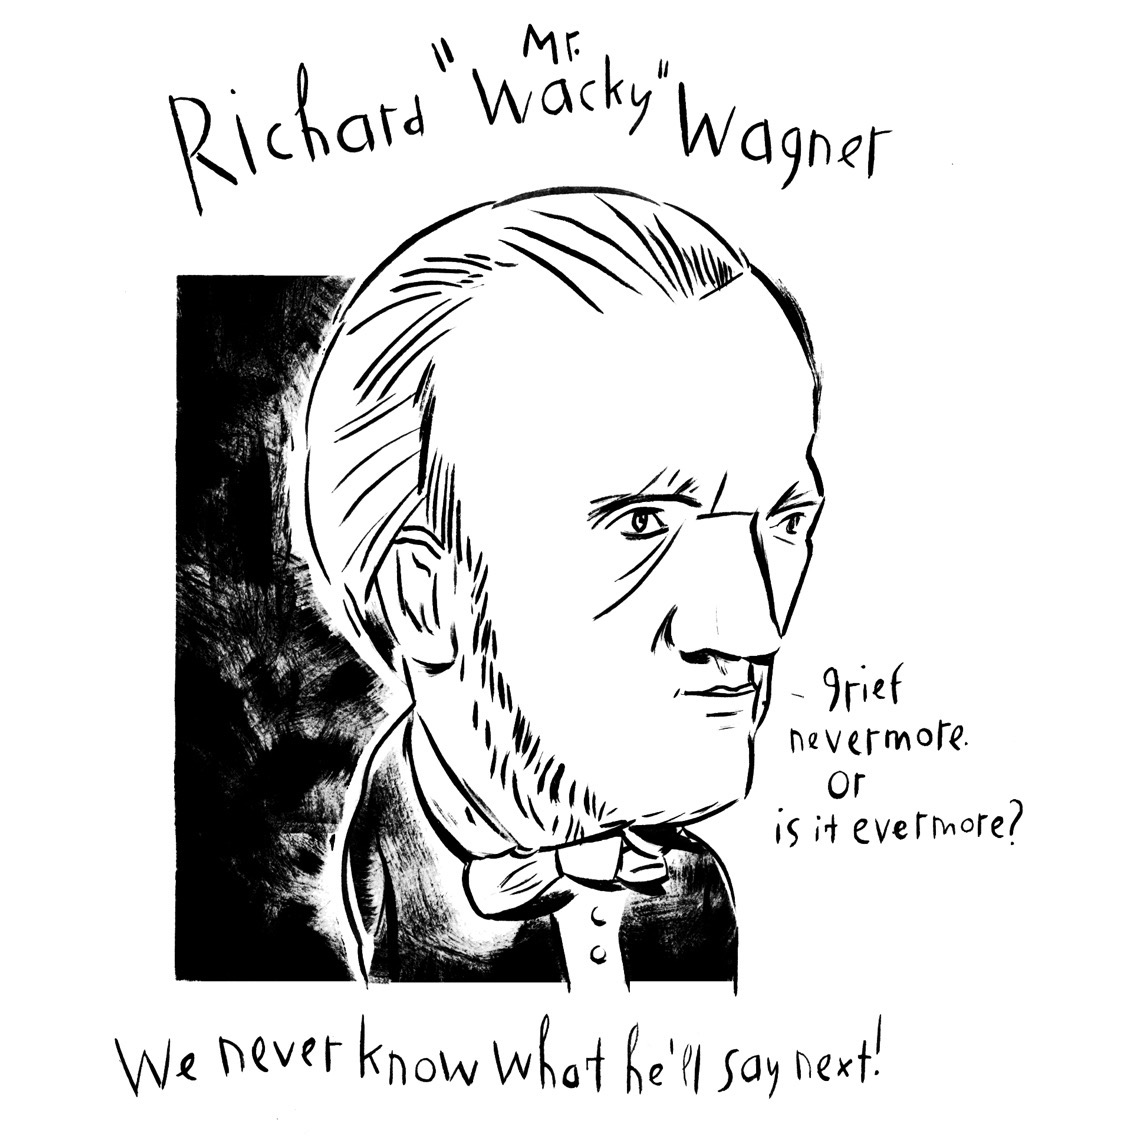 Richard "Mr. Wacky" Wagner
- grief
nevermore.
or
is it evermore?
We never know what he'll say next!